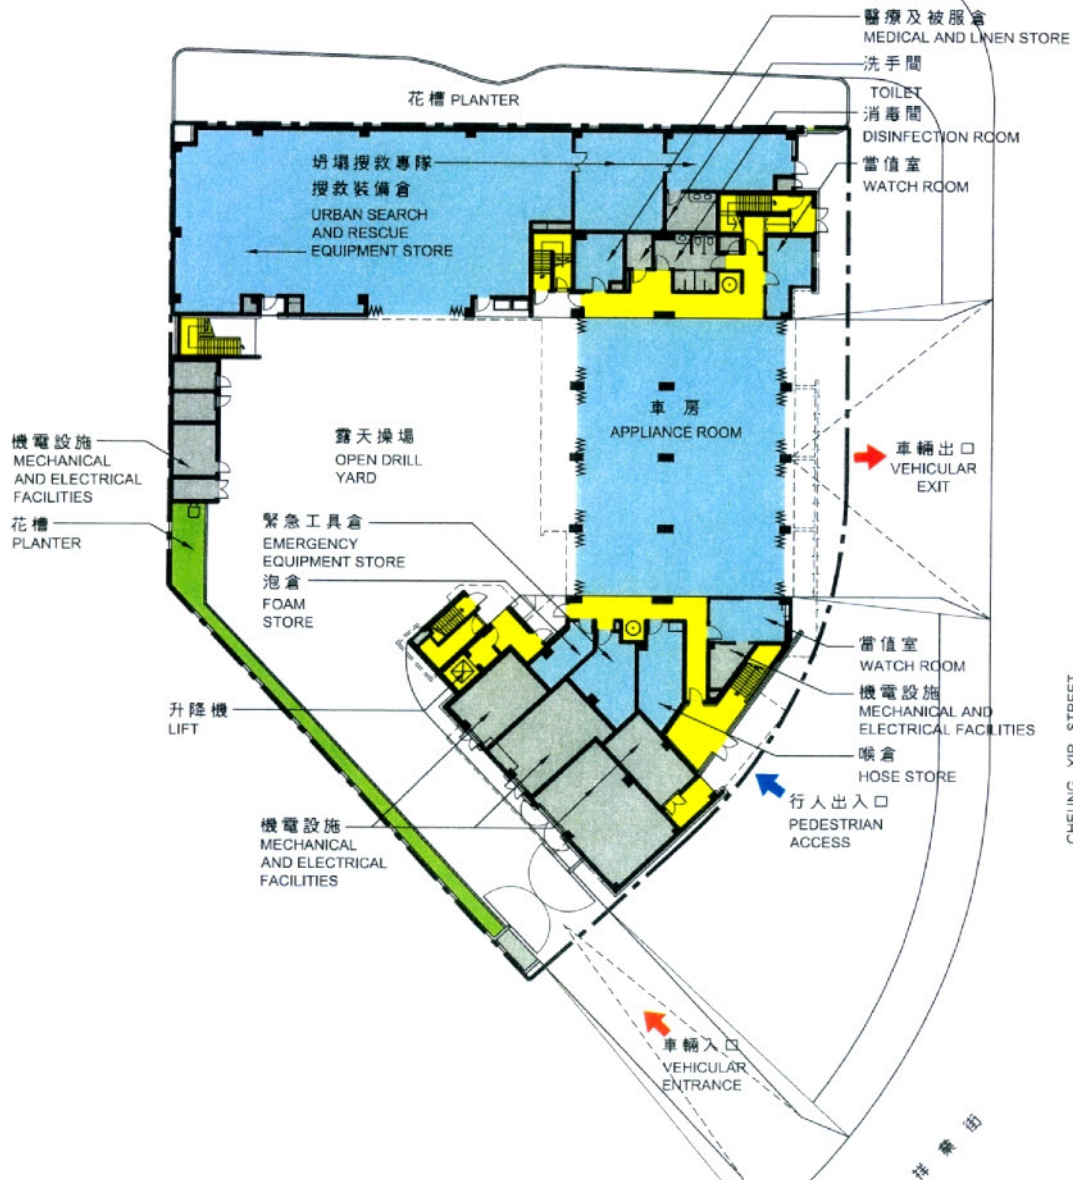 醫療及被服倉
MEDICAL AND LINEN STORE
洗手間
TOILET
消毒間
DISINFECTION ROOM
當值室
WATCH ROOM
花槽 PLANTER
坍塌搜救專隊
搜救裝備倉
URBAN SEARCH
AND RESCUE
EQUIPMENT STORE
車房
APPLIANCE ROOM
露天操場
OPEN DRILL
YARD
機電設施
MECHANICAL
AND ELECTRICAL
FACILITIES
花槽
PLANTER
車輛出口
VEHICULAR
EXIT
緊急工具倉
EMERGENCY
EQUIPMENT STORE
泡倉
FOAM
STORE
升降機
LIFT
當值室
WATCH ROOM
機電設施
MECHANICAL AND
ELECTRICAL FACILITIES
喉倉
HOSE STORE
行人出入口
PEDESTRIAN
ACCESS
機電設施
MECHANICAL
AND ELECTRICAL
FACILITIES
車輛入口
VEHICULAR
ENTRANCE
CHEUNG YIP STREET
祥業街